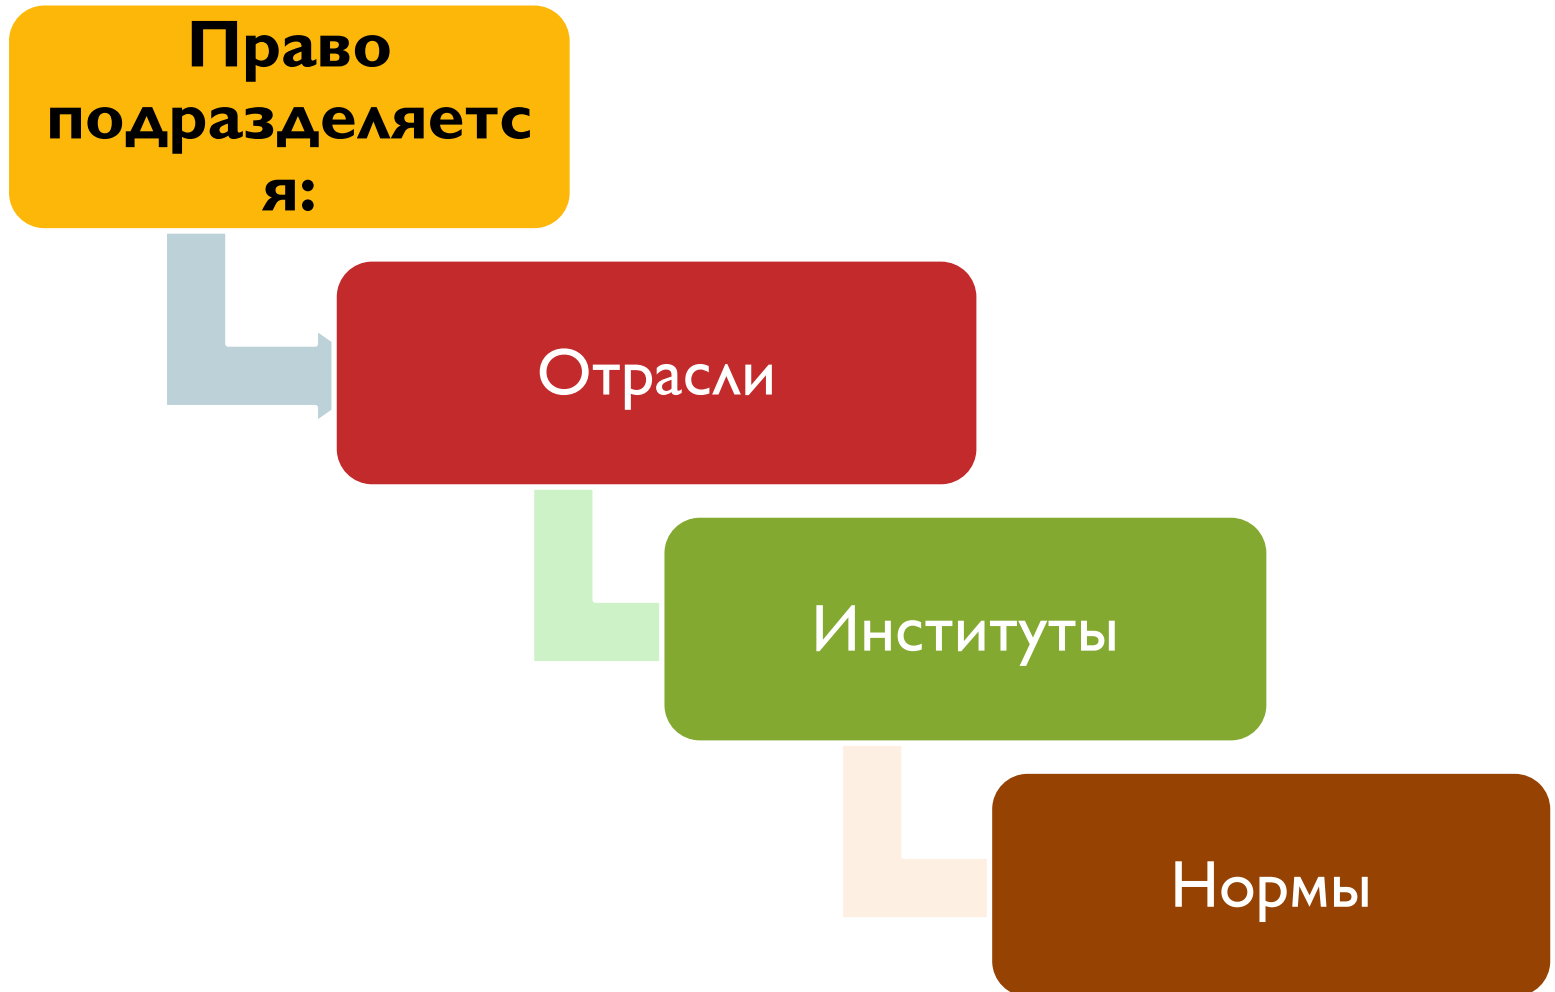 Право
подразделяетс
я:
Отрасли
Институты
Нормы